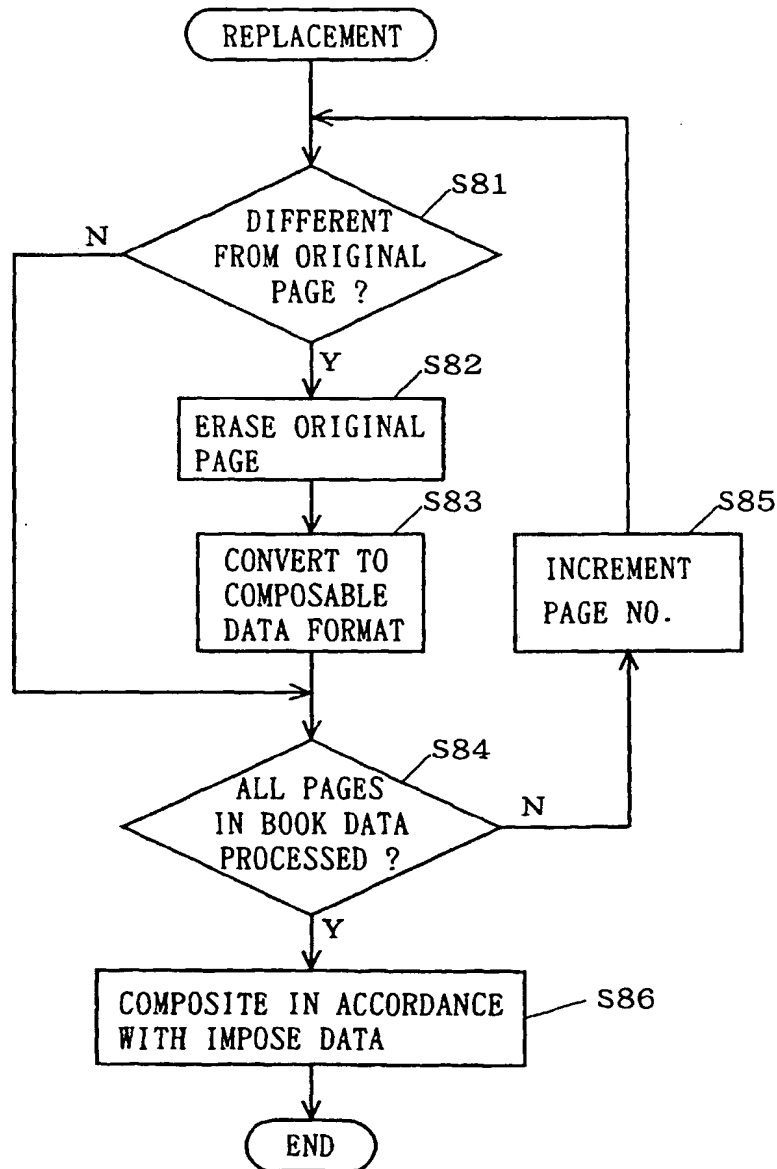 REPLACEMENT
S81
DIFFERENT
FROM ORIGINAL
PAGE ?
N
Y
S82
ERASE ORIGINAL
PAGE
S83
CONVERT TO
COMPOSABLE
DATA FORMAT
S85
INCREMENT
PAGE NO.
S84
ALL PAGES
IN BOOK DATA
PROCESSED ?
N
Y
S86
COMPOSITE IN ACCORDANCE
WITH IMPOSE DATA
END